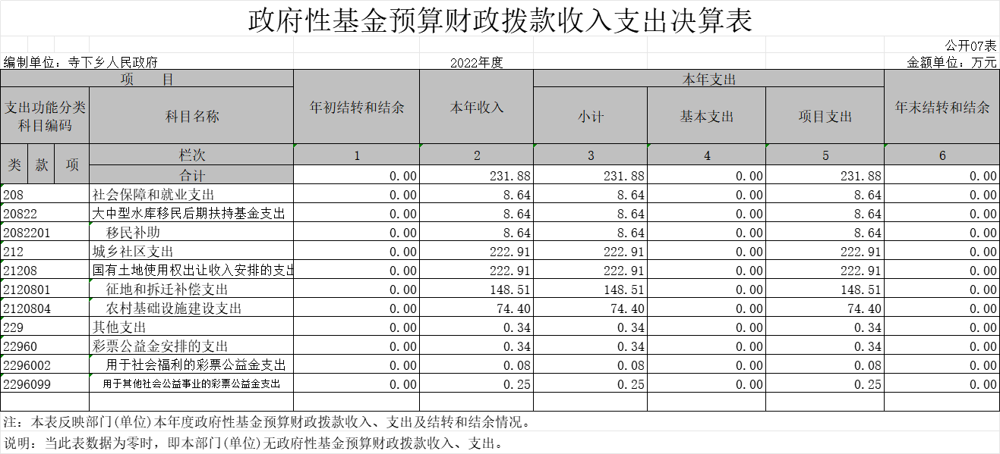 政府性基金预算财政拨款收入支出决算表
公开07表
编制单位：寺下乡人民政府 2022年度 金额单位：万元
项 目 年初结转和结余 本年收入 本年支出 年末结转和结余
支出功能分类科目编码 科目名称 小计 基本支出 项目支出
类 款 项 栏次 1 2 3 4 5 6
合计 0.00 231.88 231.88 0.00 231.88 0.00
208 社会保障和就业支出 0.00 8.64 8.64 0.00 8.64 0.00
20822 大中型水库移民后期扶持基金支出 0.00 8.64 8.64 0.00 8.64 0.00
2082201 移民补助 0.00 8.64 8.64 0.00 8.64 0.00
212 城乡社区支出 0.00 222.91 222.91 0.00 222.91 0.00
21208 国有土地使用权出让收入安排的支出 0.00 222.91 222.91 0.00 222.91 0.00
2120801 征地和拆迁补偿支出 0.00 148.51 148.51 0.00 148.51 0.00
2120804 农村基础设施建设支出 0.00 74.40 74.40 0.00 74.40 0.00
229 其他支出 0.00 0.34 0.34 0.00 0.34 0.00
22960 彩票公益金安排的支出 0.00 0.34 0.34 0.00 0.34 0.00
2296002 用于社会福利的彩票公益金支出 0.00 0.08 0.08 0.00 0.08 0.00
2296099 用于其他社会公益事业的彩票公益金支出 0.00 0.25 0.25 0.00 0.25 0.00
注：本表反映部门(单位)本年度政府性基金预算财政拨款收入、支出及结转和结余情况。
说明：当此表数据为零时，即本部门(单位)无政府性基金预算财政拨款收入、支出。